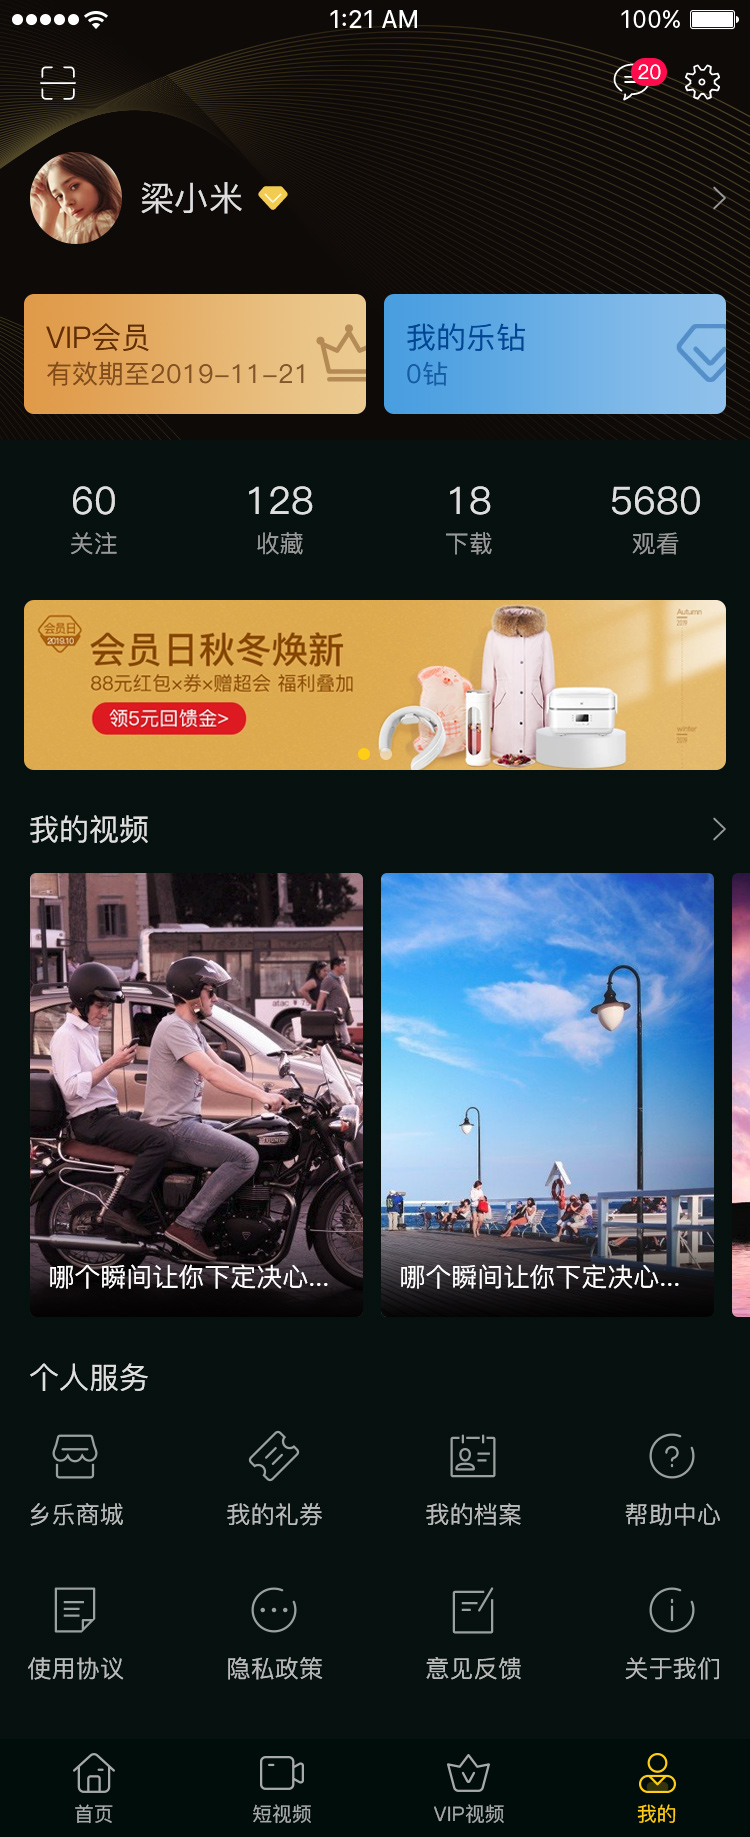 1:21 AM
100%
20
梁小米
VIP会员
有效期至2019-11-21
我的乐钻
0钻
60
128
18
5680
关注
收藏
下载
观看
会员日
2019.10
会员日秋冬焕新
88元红包×券×赠超会 福利叠加
领5元回馈金>
Autumn
2019
winter
2019
我的视频
atac
TRIUMPH
哪个瞬间让你下定决心...
哪个瞬间让你下定决心...
个人服务
乡乐商城
我的礼券
我的档案
帮助中心
使用协议
隐私政策
意见反馈
关于我们
首页
短视频
VIP视频
我的